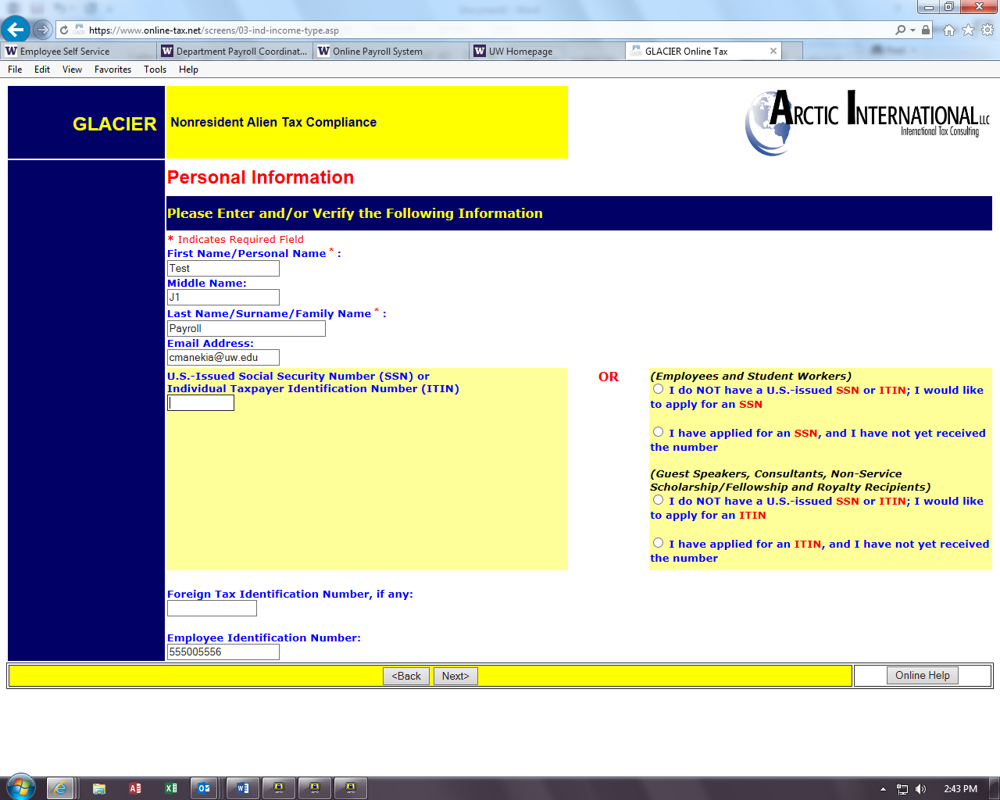 https://www.online-tax.net/screens/03-ind-income-type.asp
Employee Self Service
Department Payroll Coordinat...
Online Payroll System
UW Homepage
GLACIER Online Tax
File Edit View Favorites Tools Help
GLACIER
Nonresident Alien Tax Compliance
ARCTIC INTERNATIONAL LLC
International Tax Consulting
Personal Information
Please Enter and/or Verify the Following Information
* Indicates Required Field
First Name/Personal Name * :
Test
Middle Name:
J1
Last Name/Surname/Family Name * :
Payroll
Email Address:
cmanekia@uw.edu
U.S.-Issued Social Security Number (SSN) or
Individual Taxpayer Identification Number (ITIN)
OR
(Employees and Student Workers)
I do NOT have a U.S.-issued SSN or ITIN; I would like
to apply for an SSN
I have applied for an SSN, and I have not yet received
the number
(Guest Speakers, Consultants, Non-Service
Scholarship/Fellowship and Royalty Recipients)
I do NOT have a U.S.-issued SSN or ITIN; I would like
to apply for an ITIN
I have applied for an ITIN, and I have not yet received
the number
Foreign Tax Identification Number, if any:
Employee Identification Number:
555005556
<Back
Next>
Online Help
2:43 PM